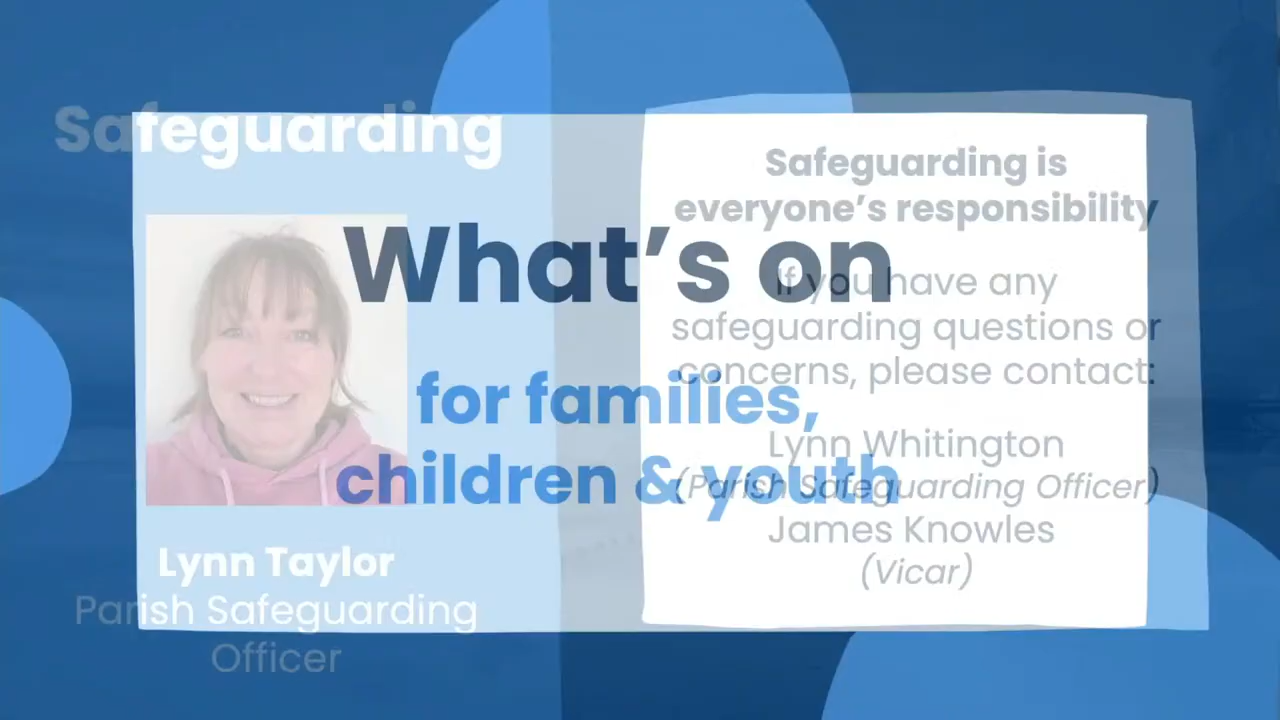 Safeguarding
Lynn Taylor
Parish Safeguarding
Officer
Safeguarding is
everyone’s responsibility
If you have any
safeguarding questions or
concerns, please contact:
Lynn Whitington
(Parish Safeguarding Officer)
James Knowles
(Vicar)
What’s on
for families,
children & youth